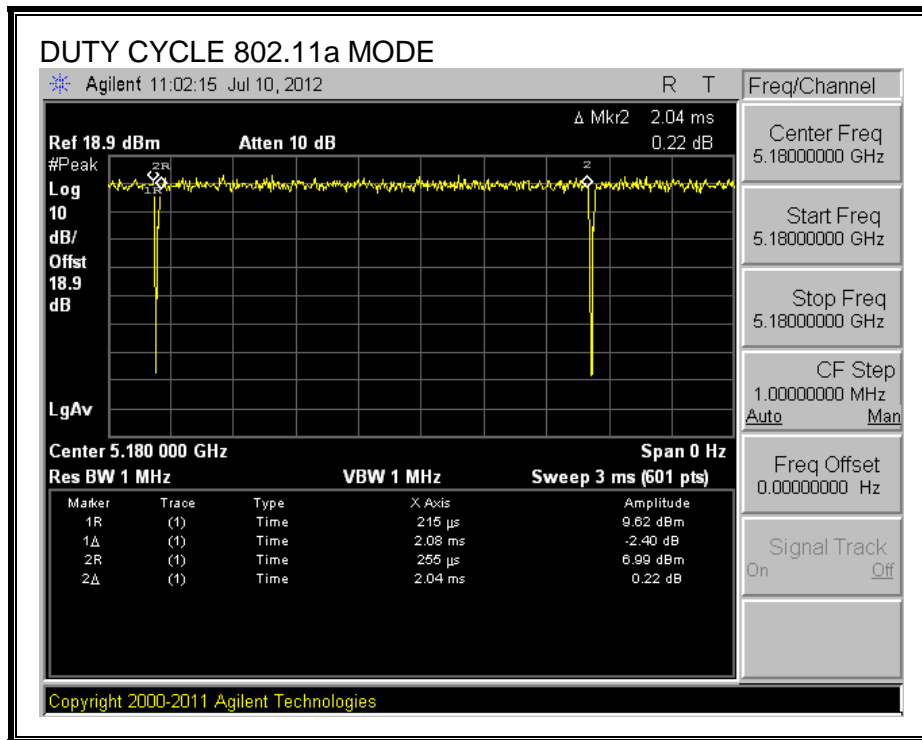 DUTY CYCLE 802.11a MODE
Agilent 11:02:15 Jul 10, 2012 R T
Freq/Channel
Δ Mkr2 2.04 ms
Ref 18.9 dBm Atten 10 dB 0.22 dB
#Peak
Log
10
dB/
Offst
18.9
dB
LgAv
2R
1R
2
Center 5.180 000 GHz Span 0 Hz
Res BW 1 MHz VBW 1 MHz Sweep 3 ms (601 pts)
Marker Trace Type X Axis Amplitude
1R (1) Time 215 µs 9.62 dBm
1Δ (1) Time 2.08 ms -2.40 dB
2R (1) Time 255 µs 6.99 dBm
2Δ (1) Time 2.04 ms 0.22 dB
Center Freq
5.18000000 GHz
Start Freq
5.18000000 GHz
Stop Freq
5.18000000 GHz
CF Step
1.00000000 MHz
Auto Man
Freq Offset
0.00000000 Hz
Signal Track
On Off
Copyright 2000-2011 Agilent Technologies